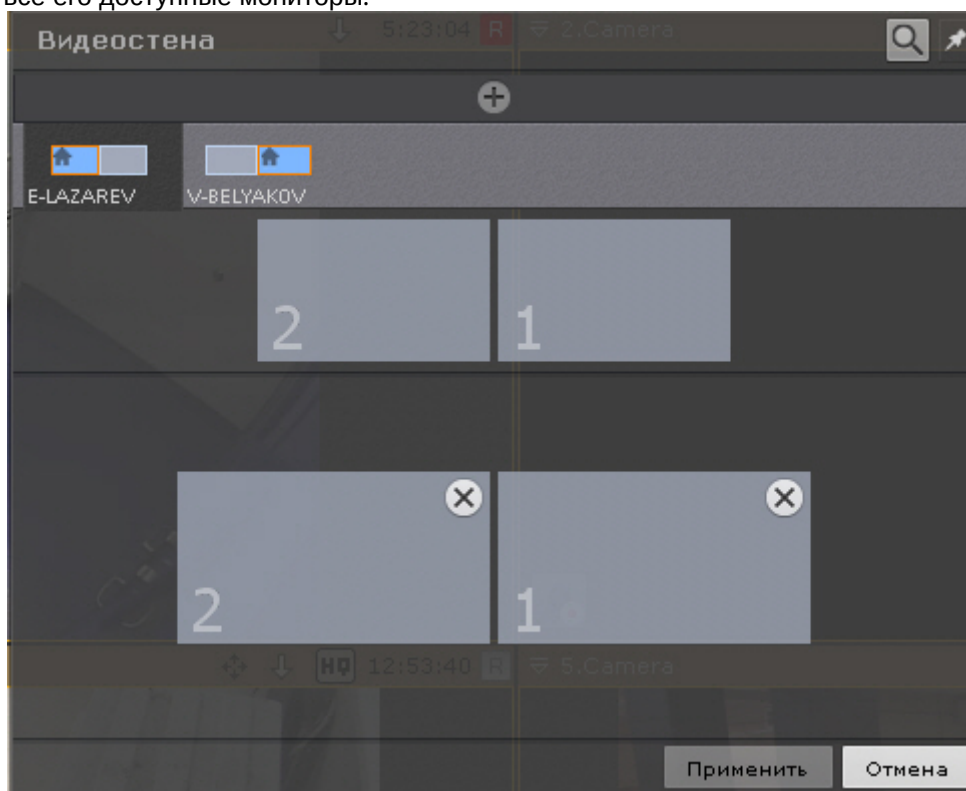 все его доступные мониторы.
Видеостена
5:23:04 R 2.Camera
E-LAZAREV V-BELYAKOV
2 1
2 1
HQ 12:53:40 R 5.Camera
Применить Отмена